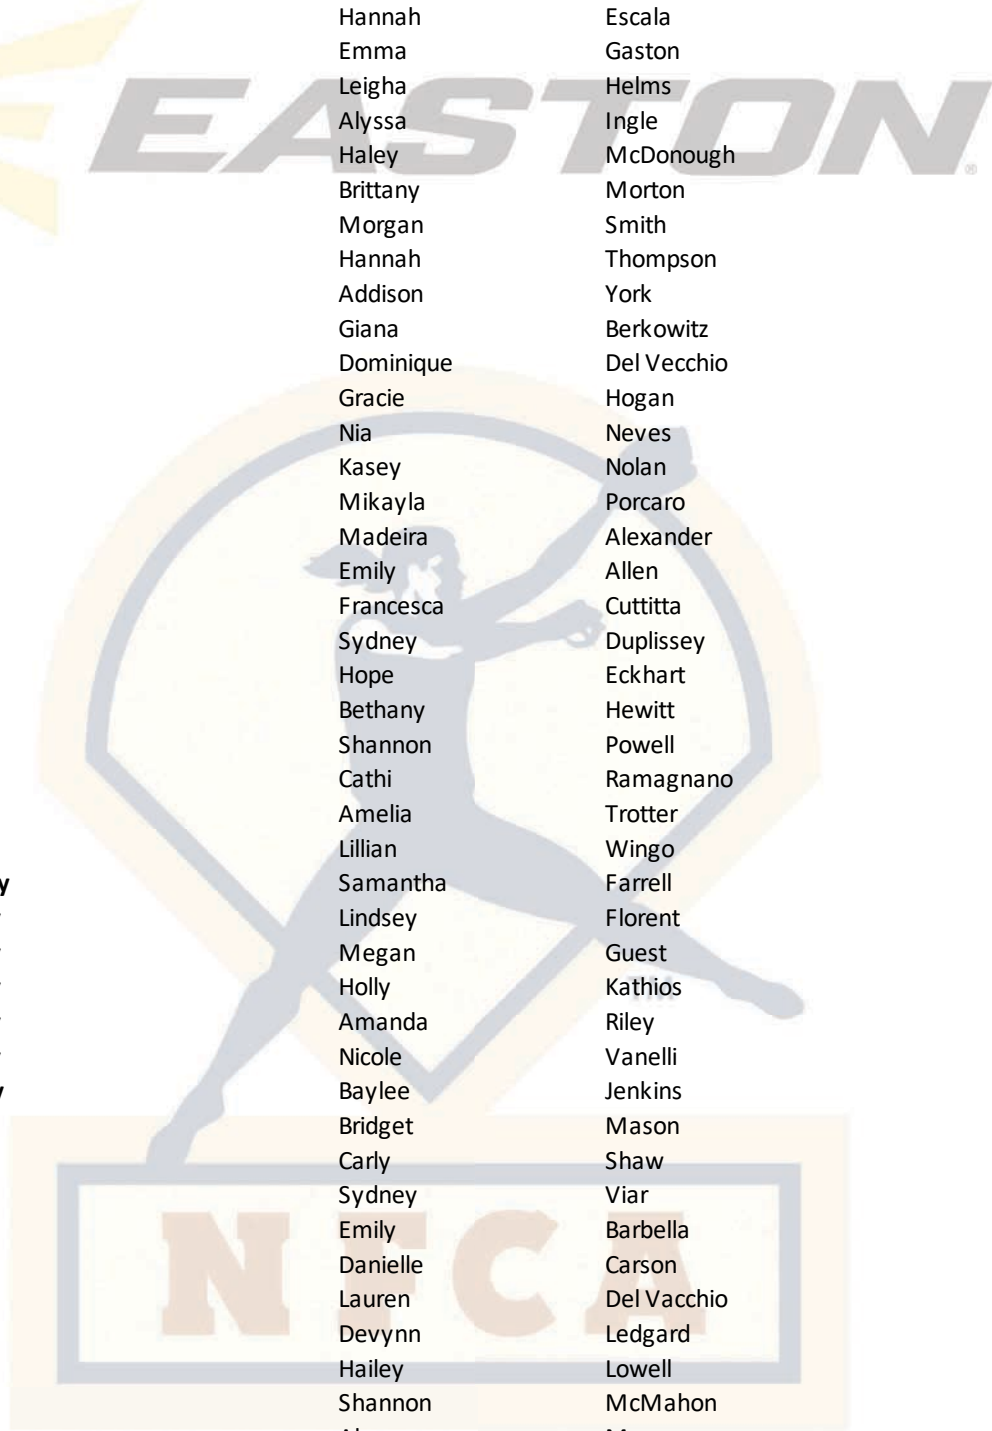 Hannah Escala
Emma Gaston
EASTON®
Leigha Helms
Alyssa Ingle
Haley McDonough
Brittany Morton
Morgan Smith
Hannah Thompson
Addison York
Giana Berkowitz
Dominique Del Vecchio
Gracie Hogan
Nia Neves
Kasey Nolan
Mikayla Porcaro
Madeira Alexander
Emily Allen
Francesca Cuttitta
Sydney Duplissey
Hope Eckhart
Bethany Hewitt
Shannon Powell
Cathi Ramagnano
Amelia Trotter
Lillian Wingo
y Samantha Farrell
Lindsey Florent
Megan Guest
Holly Kathios
TM
Amanda Riley
Nicole Vanelli
Baylee Jenkins
Bridget Mason
Carly Shaw
Sydney Viar
Emily Barbella
Danielle Carson
NFCA
Lauren Del Vacchio
Devynn Ledgard
Hailey Lowell
Shannon McMahon